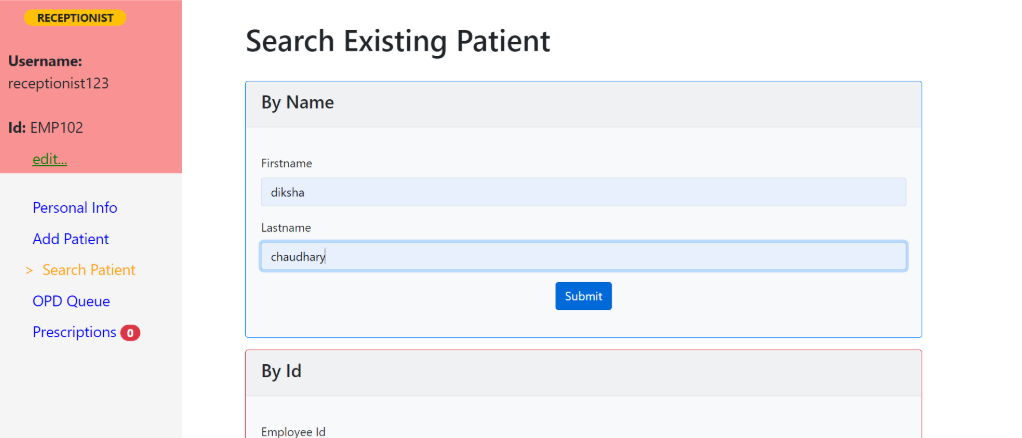 RECEPTIONIST
Username:
receptionist123
Id: EMP102
edit...
Personal Info
Add Patient
> Search Patient
OPD Queue
Prescriptions 0
Search Existing Patient
By Name
Firstname
diksha
Lastname
chaudhary
Submit
By Id
Employee Id